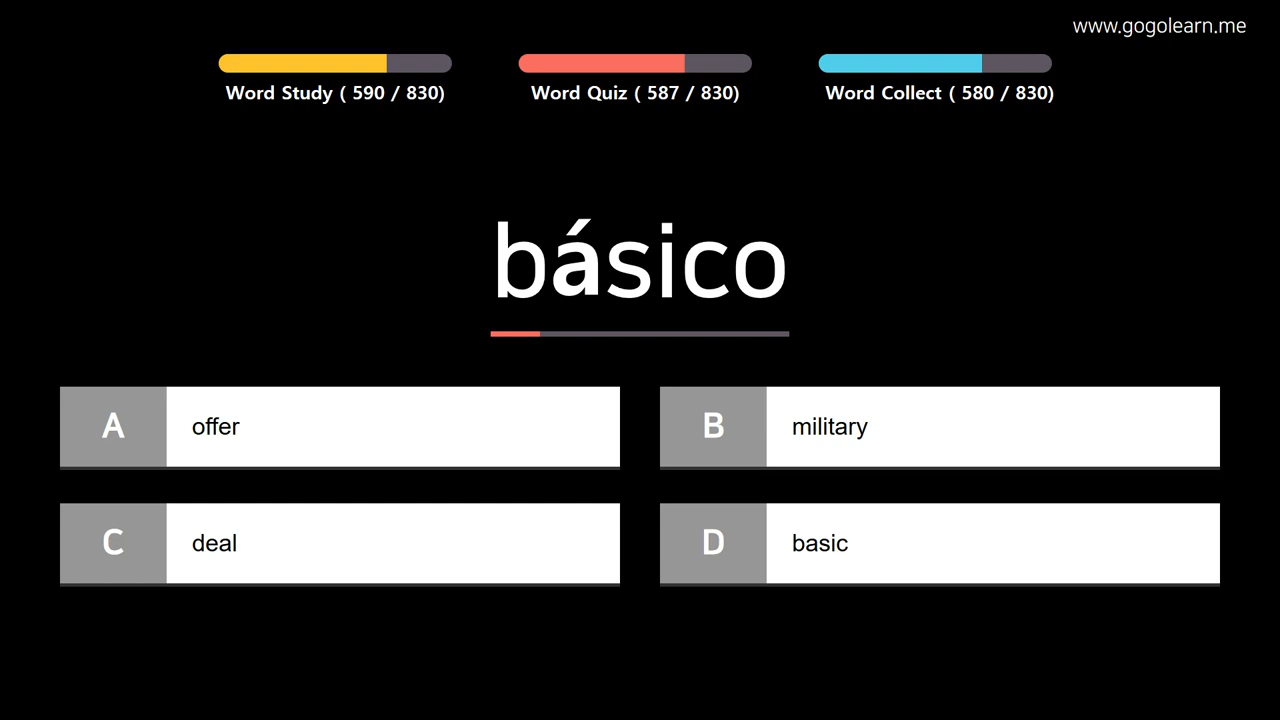 www.gogolearn.me
Word Study ( 590 / 830)
Word Quiz ( 587 / 830)
Word Collect ( 580 / 830)
básico
A offer
B military
C deal
D basic